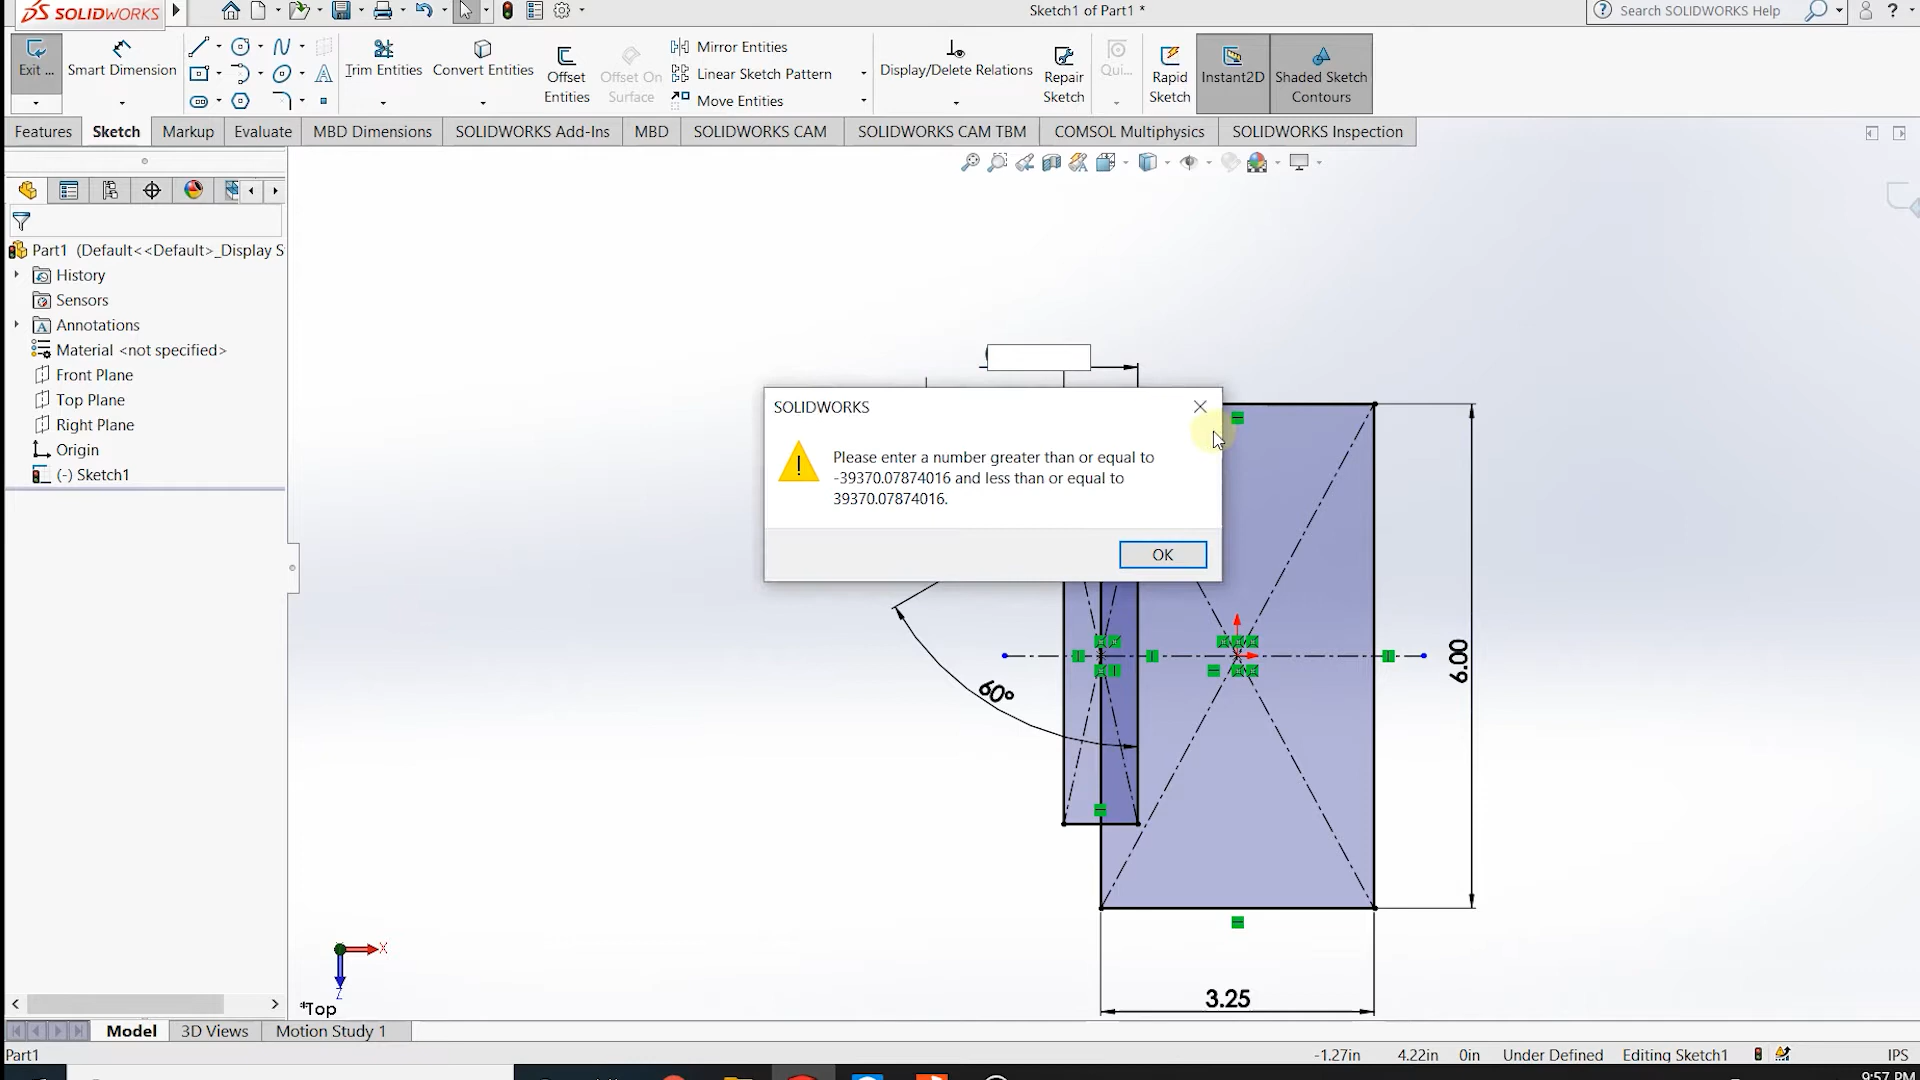 SOLIDWORKS
Sketch1 of Part1 *
Search SOLIDWORKS Help
?
Exit ...
Smart Dimension
Trim Entities
Convert Entities
Offset Entities
Offset On Surface
Mirror Entities
Linear Sketch Pattern
Move Entities
Display/Delete Relations
Repair Sketch
Qui...
Rapid Sketch
Instant2D
Shaded Sketch Contours
Features
Sketch
Markup
Evaluate
MBD Dimensions
SOLIDWORKS Add-Ins
MBD
SOLIDWORKS CAM
SOLIDWORKS CAM TBM
COMSOL Multiphysics
SOLIDWORKS Inspection
Part1 (Default<<Default>_Display S
History
Sensors
Annotations
Material <not specified>
Front Plane
Top Plane
Right Plane
Origin
(-) Sketch1
SOLIDWORKS
Please enter a number greater than or equal to
-39370.07874016 and less than or equal to
39370.07874016.
OK
60°
6.00
3.25
X
Z
*Top
Model
3D Views
Motion Study 1
Part1
-1.27in
4.22in
0in
Under Defined
Editing Sketch1
IPS
9:57 PM